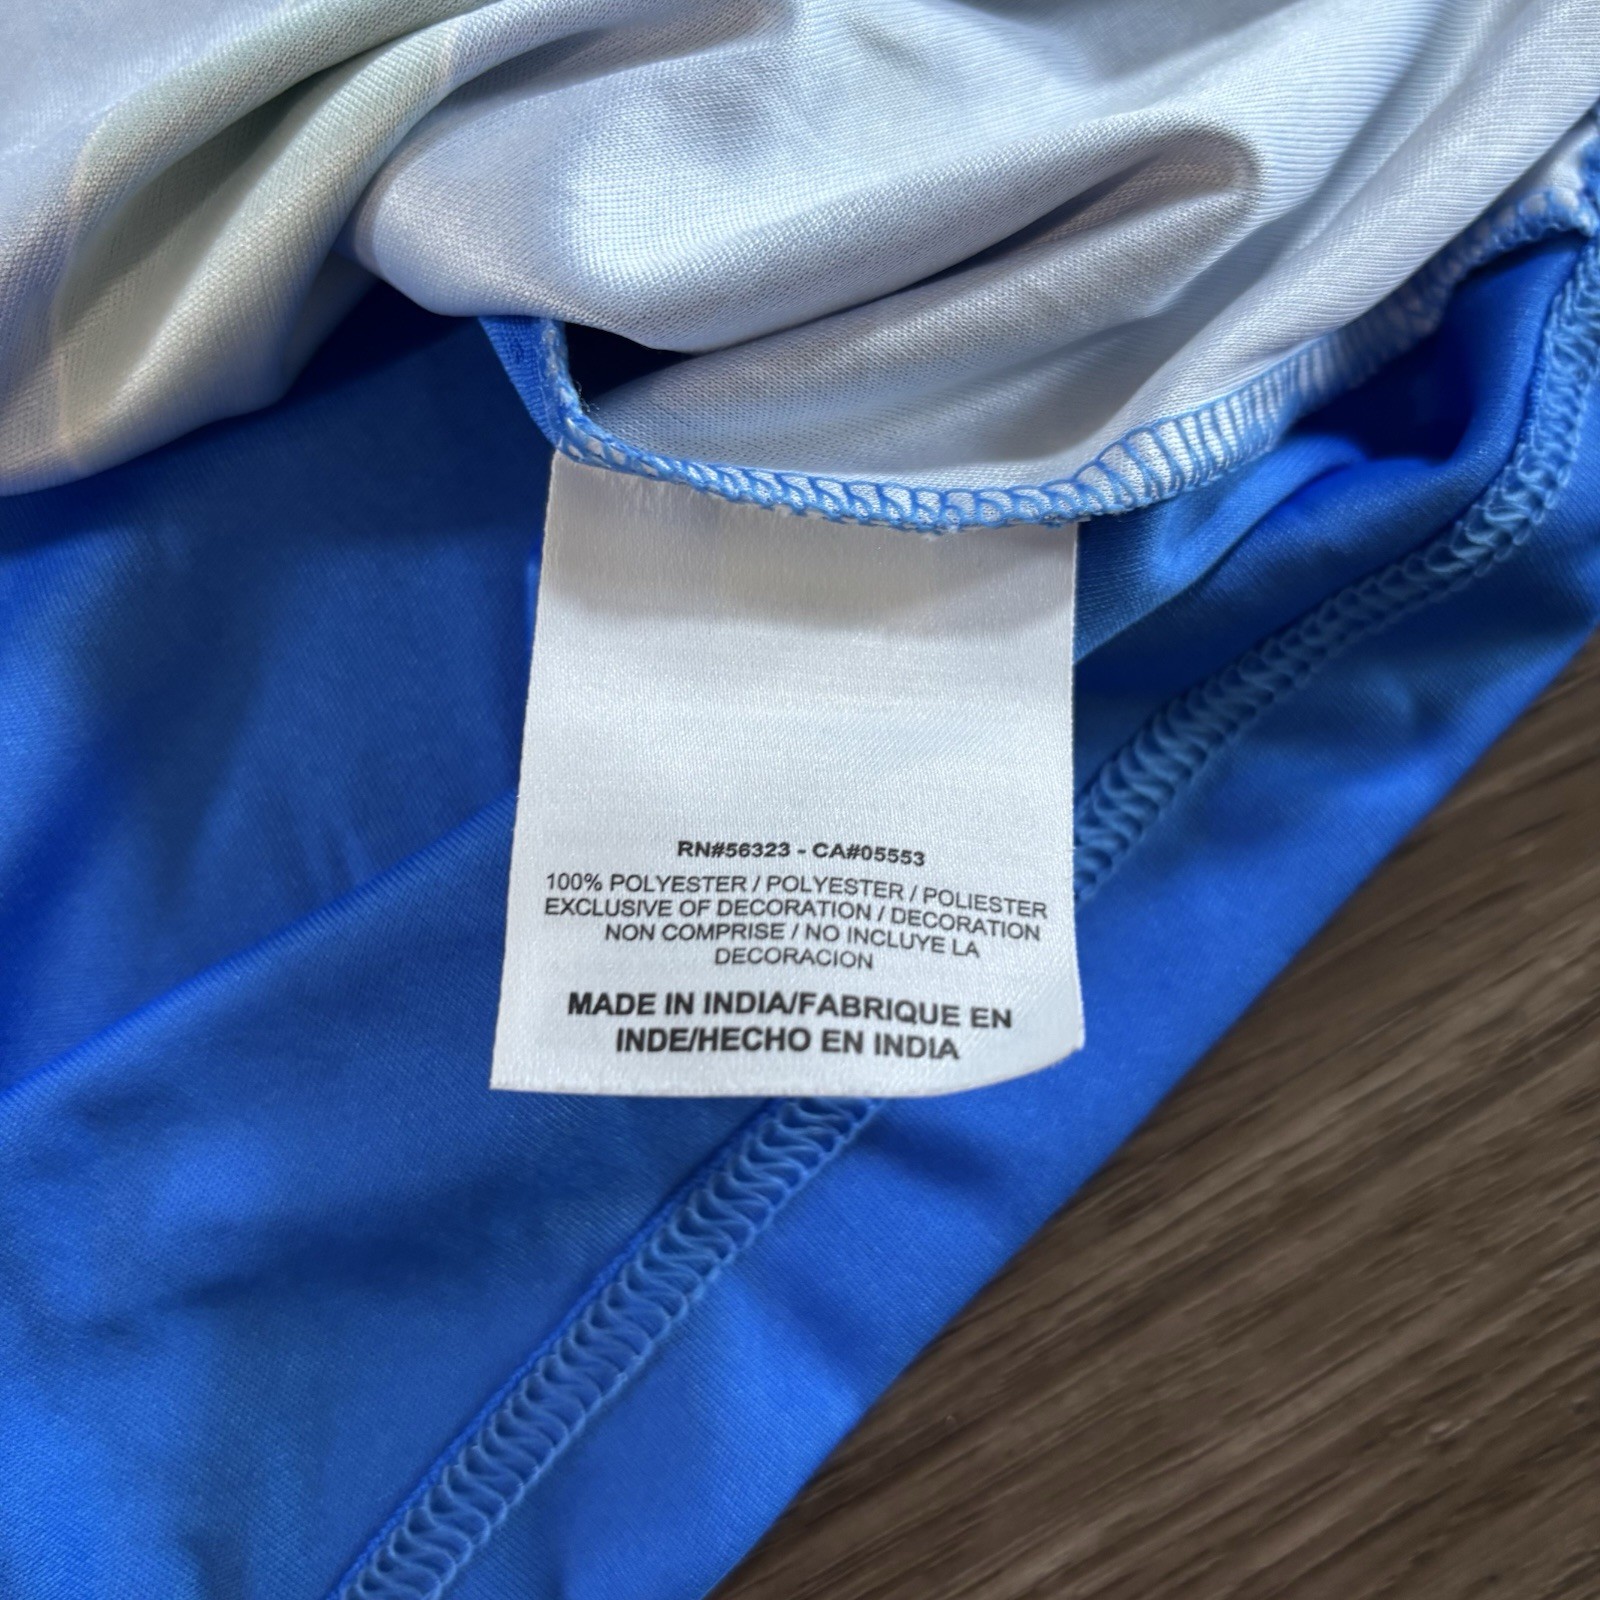 RN#56323 - CA#05553
100% POLYESTER / POLYESTER / POLIESTER
EXCLUSIVE OF DECORATION / DECORATION
NON COMPRISE / NO INCLUYE LA
DECORACION
MADE IN INDIA/FABRIQUE EN
INDE/HECHO EN INDIA